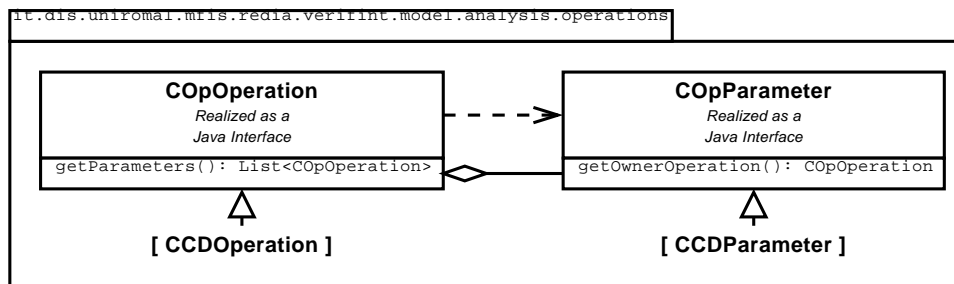 it.dis.uniroma1.mfis.redia.verifint.model.analysis.operations
COpOperation
Realized as a
Java Interface
getParameters(): List<COpOperation>
COpParameter
Realized as a
Java Interface
getOwnerOperation(): COpOperation
[ CCDOperation ]
[ CCDParameter ]